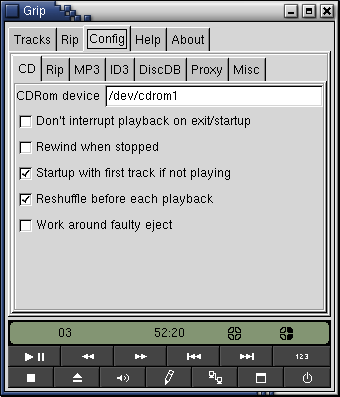 Grip
Tracks Rip Config Help About
CD Rip MP3 ID3 DiscDB Proxy Misc
CDRom device /dev/cdrom1
Don't interrupt playback on exit/startup
Rewind when stopped
Startup with first track if not playing
Reshuffle before each playback
Work around faulty eject
03 52:20
123